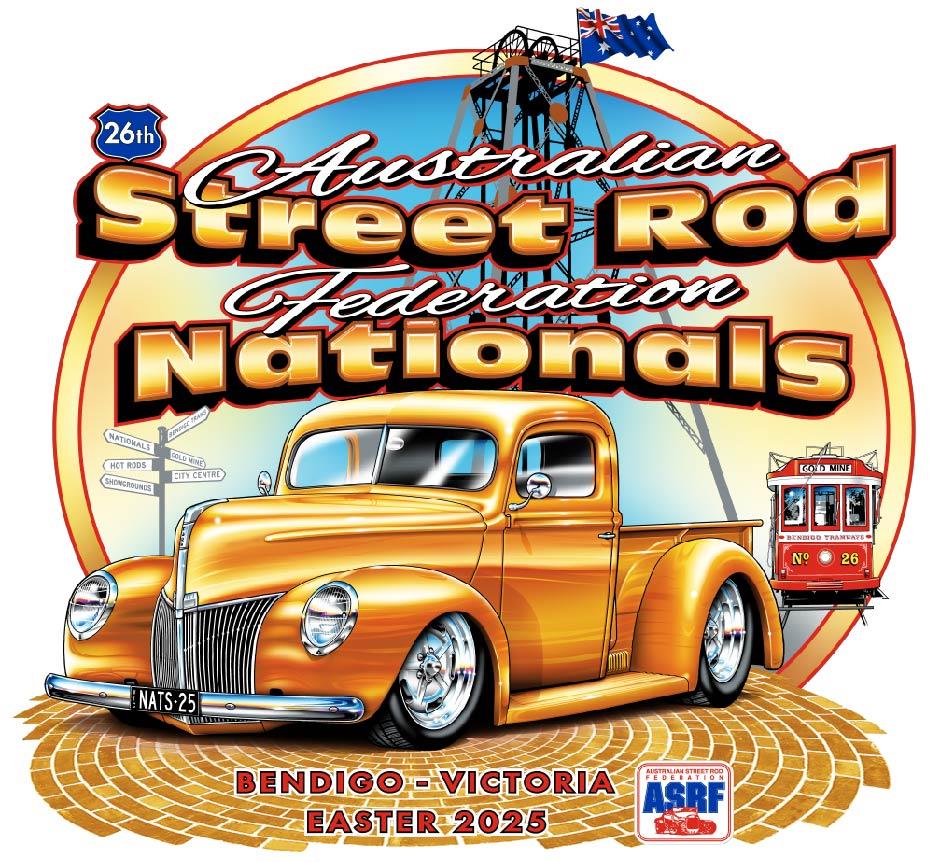 26th
Australian
Street Rod
Federation
Nationals
NATIONALS
BENDIGO TRAMS
HOT RODS
GOLD MINE
SHOWGROUNDS
CITY CENTRE
GOLD MINE
BENDIGO TRAMWAYS
Nº 26
NATS·25
BENDIGO - VICTORIA
EASTER 2025
AUSTRALIAN STREET ROD
FEDERATION
ASRF